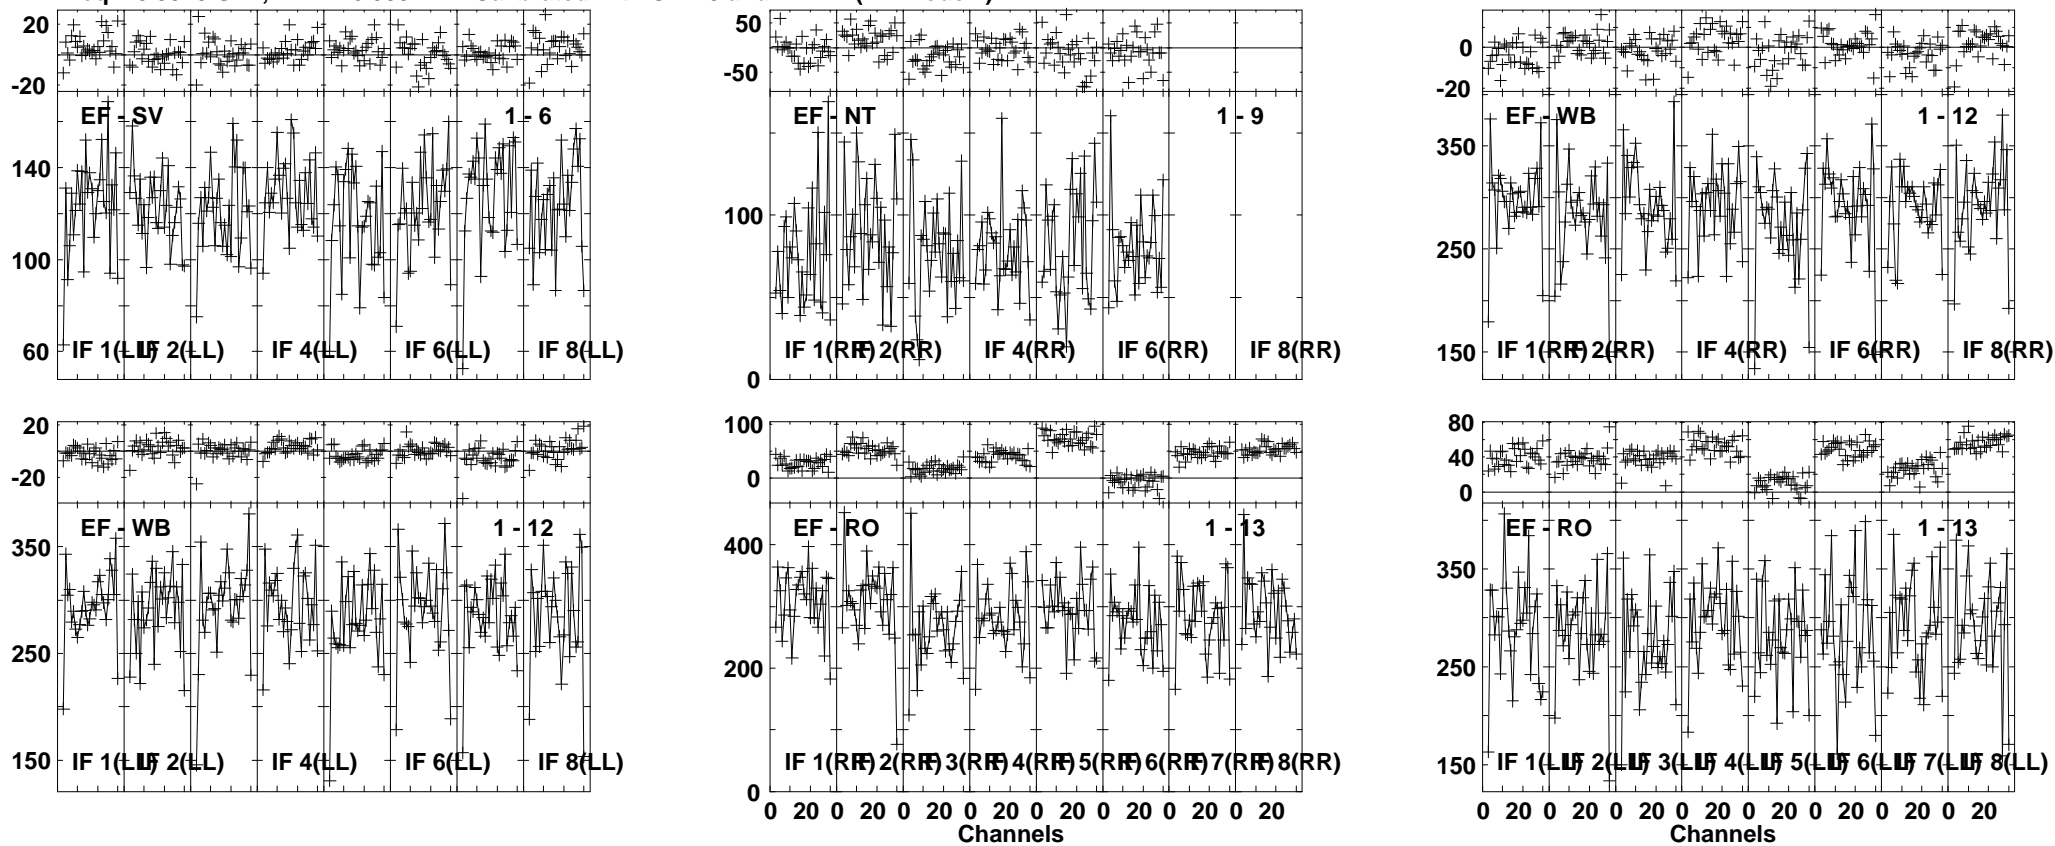 20
-20
EF - SV 1 - 6
140
100
60
IF 1(LL) IF 2(LL) IF 4(LL) IF 6(LL) IF 8(LL)
50
-50
EF - NT 1 - 9
100
0
IF 1(RR) IF 2(RR) IF 4(RR) IF 6(RR) IF 8(RR)
0
-20
EF - WB 1 - 12
350
250
150
IF 1(RR) IF 2(RR) IF 4(RR) IF 6(RR) IF 8(RR)
20
-20
EF - WB 1 - 12
350
250
150
IF 1(LL) IF 2(LL) IF 4(LL) IF 6(LL) IF 8(LL)
100
0
EF - RO 1 - 13
400
200
0
IF 1(RR) IF 2(RR) IF 3(RR) IF 4(RR) IF 5(RR) IF 6(RR) IF 7(RR) IF 8(RR)
0 20 0 20 0 20 0 20 0 20 0 20 0 20 0 20
Channels
80
40
0
EF - RO 1 - 13
350
250
150
IF 1(LL) IF 2(LL) IF 3(LL) IF 4(LL) IF 5(LL) IF 6(LL) IF 7(LL) IF 8(LL)
0 20 0 20 0 20 0 20 0 20 0 20 0 20 0 20